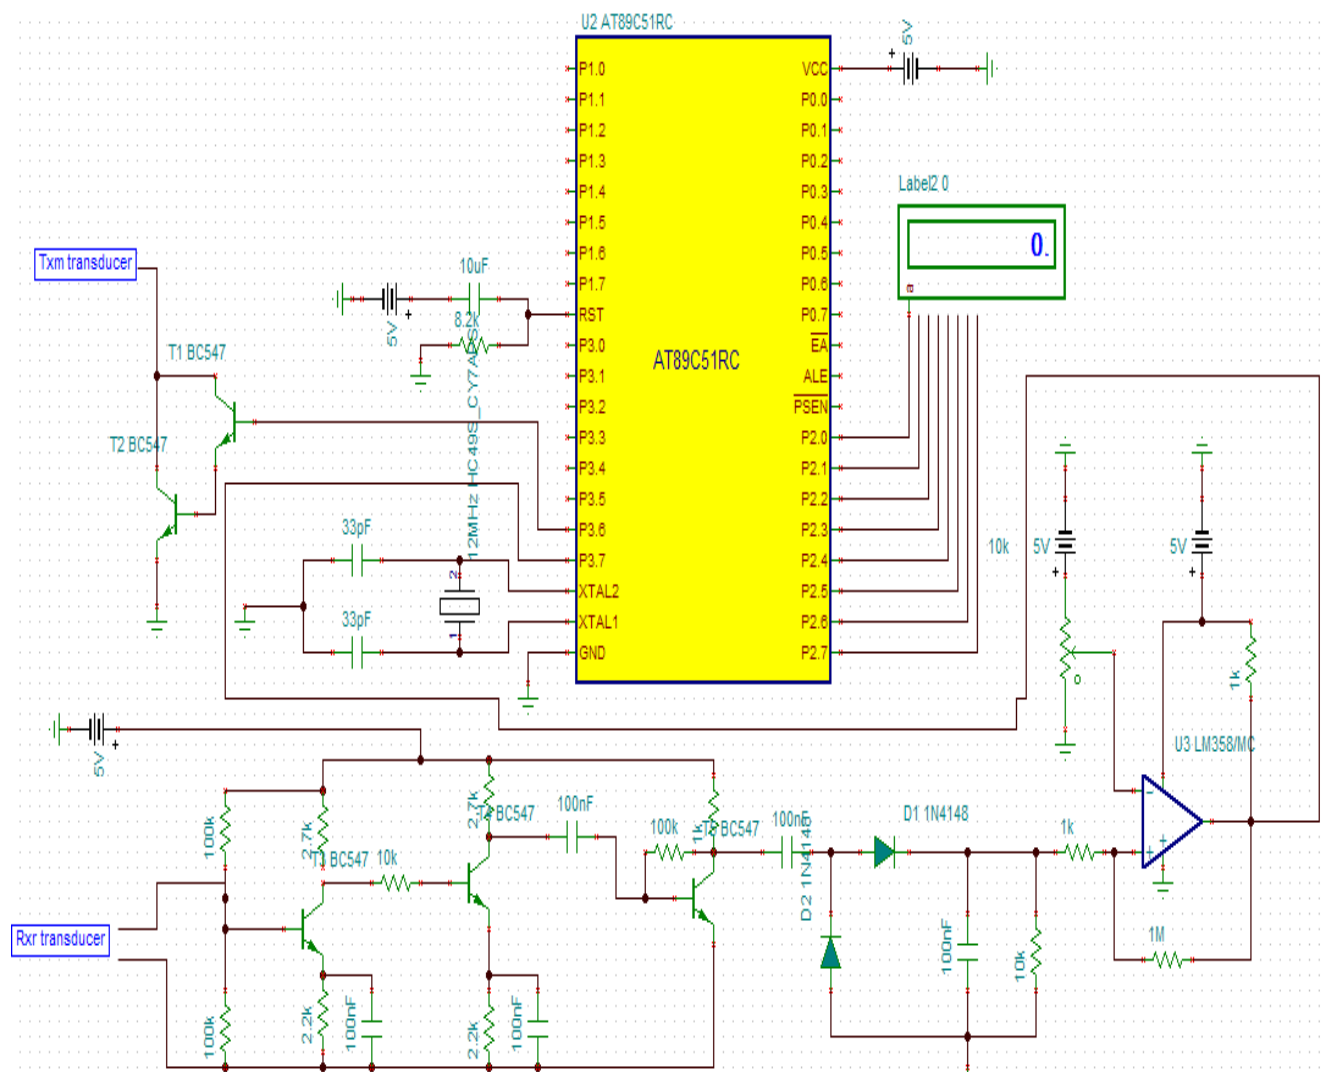 U2 AT89C51RC
P1.0
P1.1
P1.2
P1.3
P1.4
P1.5
P1.6
P1.7
RST
P3.0
P3.1
P3.2
P3.3
P3.4
P3.5
P3.6
P3.7
XTAL2
XTAL1
GND
AT89C51RC
VCC
P0.0
P0.1
P0.2
P0.3
P0.4
P0.5
P0.6
P0.7
EA
ALE
PSEN
P2.0
P2.1
P2.2
P2.3
P2.4
P2.5
P2.6
P2.7
+
5V
Label2 0
0.
a
Txm transducer
10uF
5V
+
8.2k
T1 BC547
T2 BC547
12MHz HC49S_CY7A
33pF
33pF
2
1
10k
5V
+
5V
+
1k
U3 LM358/MC
5V
+
100k
2.7k
T3 BC547
10k
2.7k
BC547
100nF
100k
1k
BC547
100nF
D2 1N4148
D1 1N4148
1k
1M
Rxr transducer
100k
2.2k
100nF
2.2k
100nF
100nF
10k